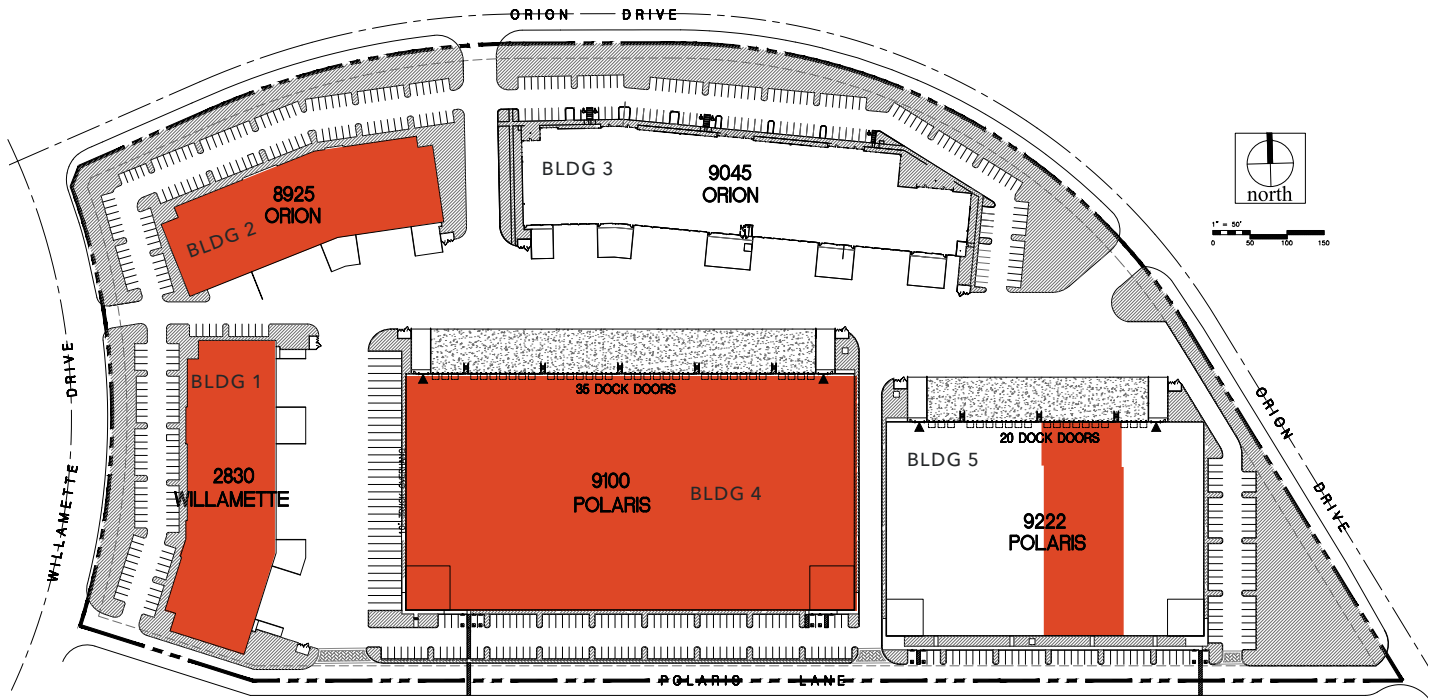 ORION DRIVE
8925
ORION
BLDG 2
BLDG 3
9045
ORION
north
1" = 50'
0 50 100 150
WILLAMETTE DRIVE
BLDG 1
2830
WILLAMETTE
35 DOCK DOORS
9100
POLARIS
BLDG 4
20 DOCK DOORS
BLDG 5
9222
POLARIS
ORION DRIVE
POLARIS LANE